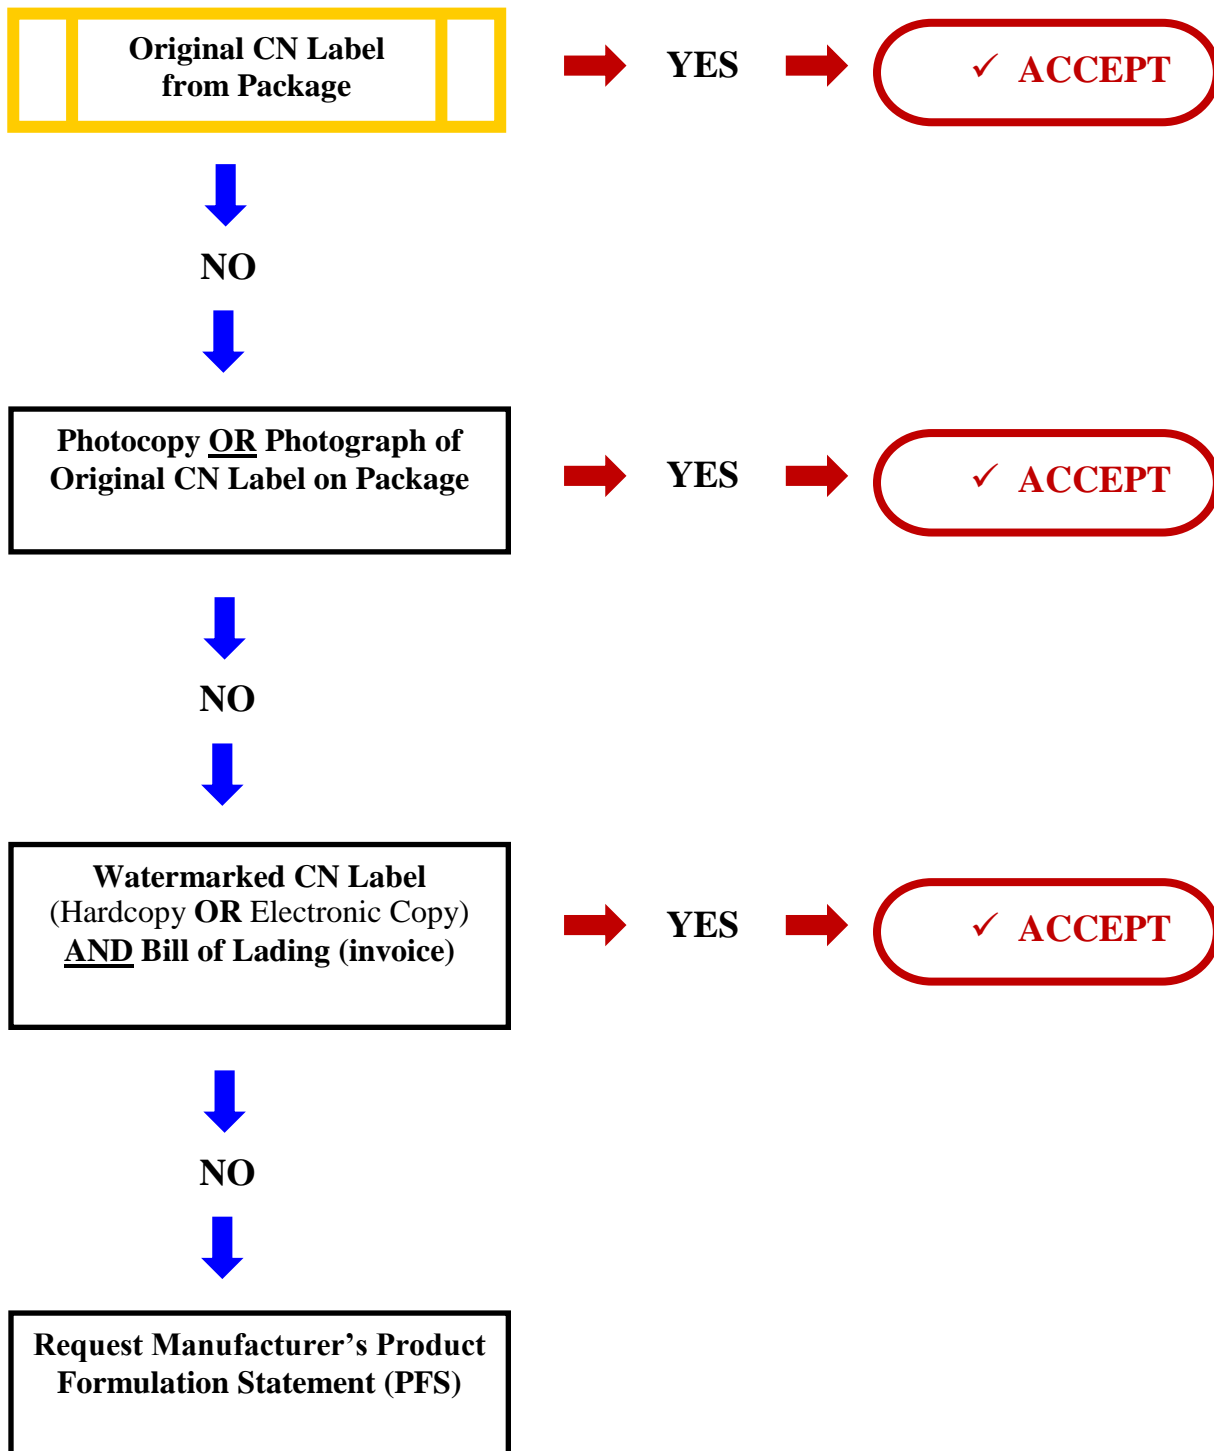 Original CN Label
from Package
YES
✓ ACCEPT
NO
Photocopy OR Photograph of
Original CN Label on Package
YES
✓ ACCEPT
NO
Watermarked CN Label
(Hardcopy OR Electronic Copy)
AND Bill of Lading (invoice)
YES
✓ ACCEPT
NO
Request Manufacturer’s Product
Formulation Statement (PFS)